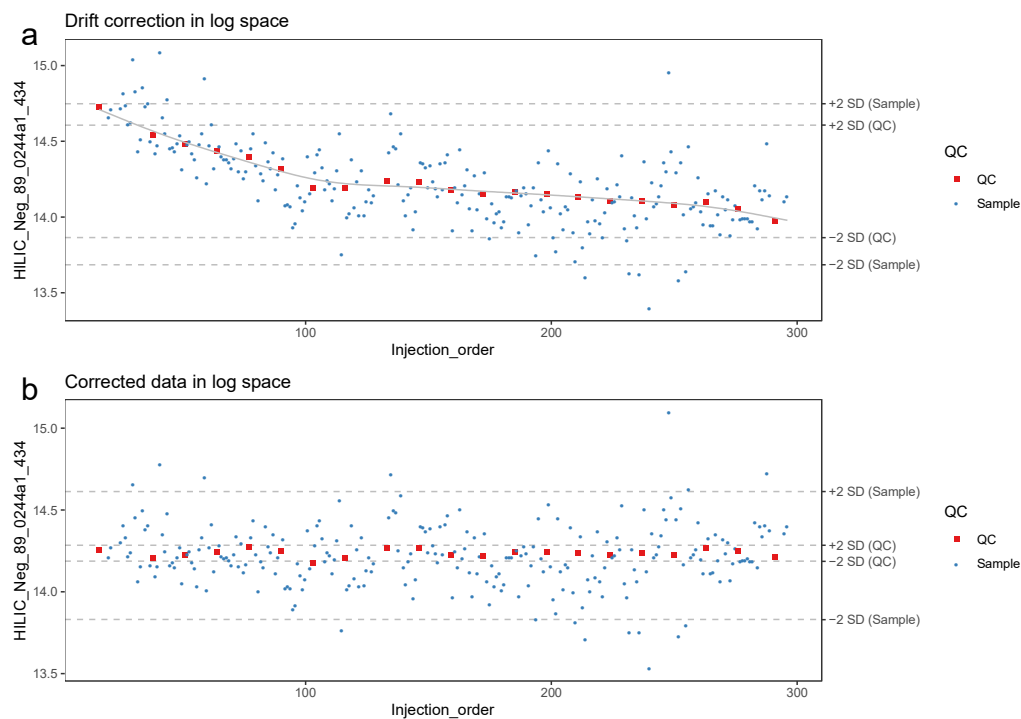 a
Drift correction in log space
HILIC_Neg_89_0244a1_434
15.0
14.5
14.0
13.5
+2 SD (Sample)
+2 SD (QC)
−2 SD (QC)
−2 SD (Sample)
100
200
300
Injection_order
QC
QC
Sample
b
Corrected data in log space
HILIC_Neg_89_0244a1_434
15.0
14.5
14.0
13.5
+2 SD (Sample)
+2 SD (QC)
−2 SD (QC)
−2 SD (Sample)
100
200
300
Injection_order
QC
QC
Sample